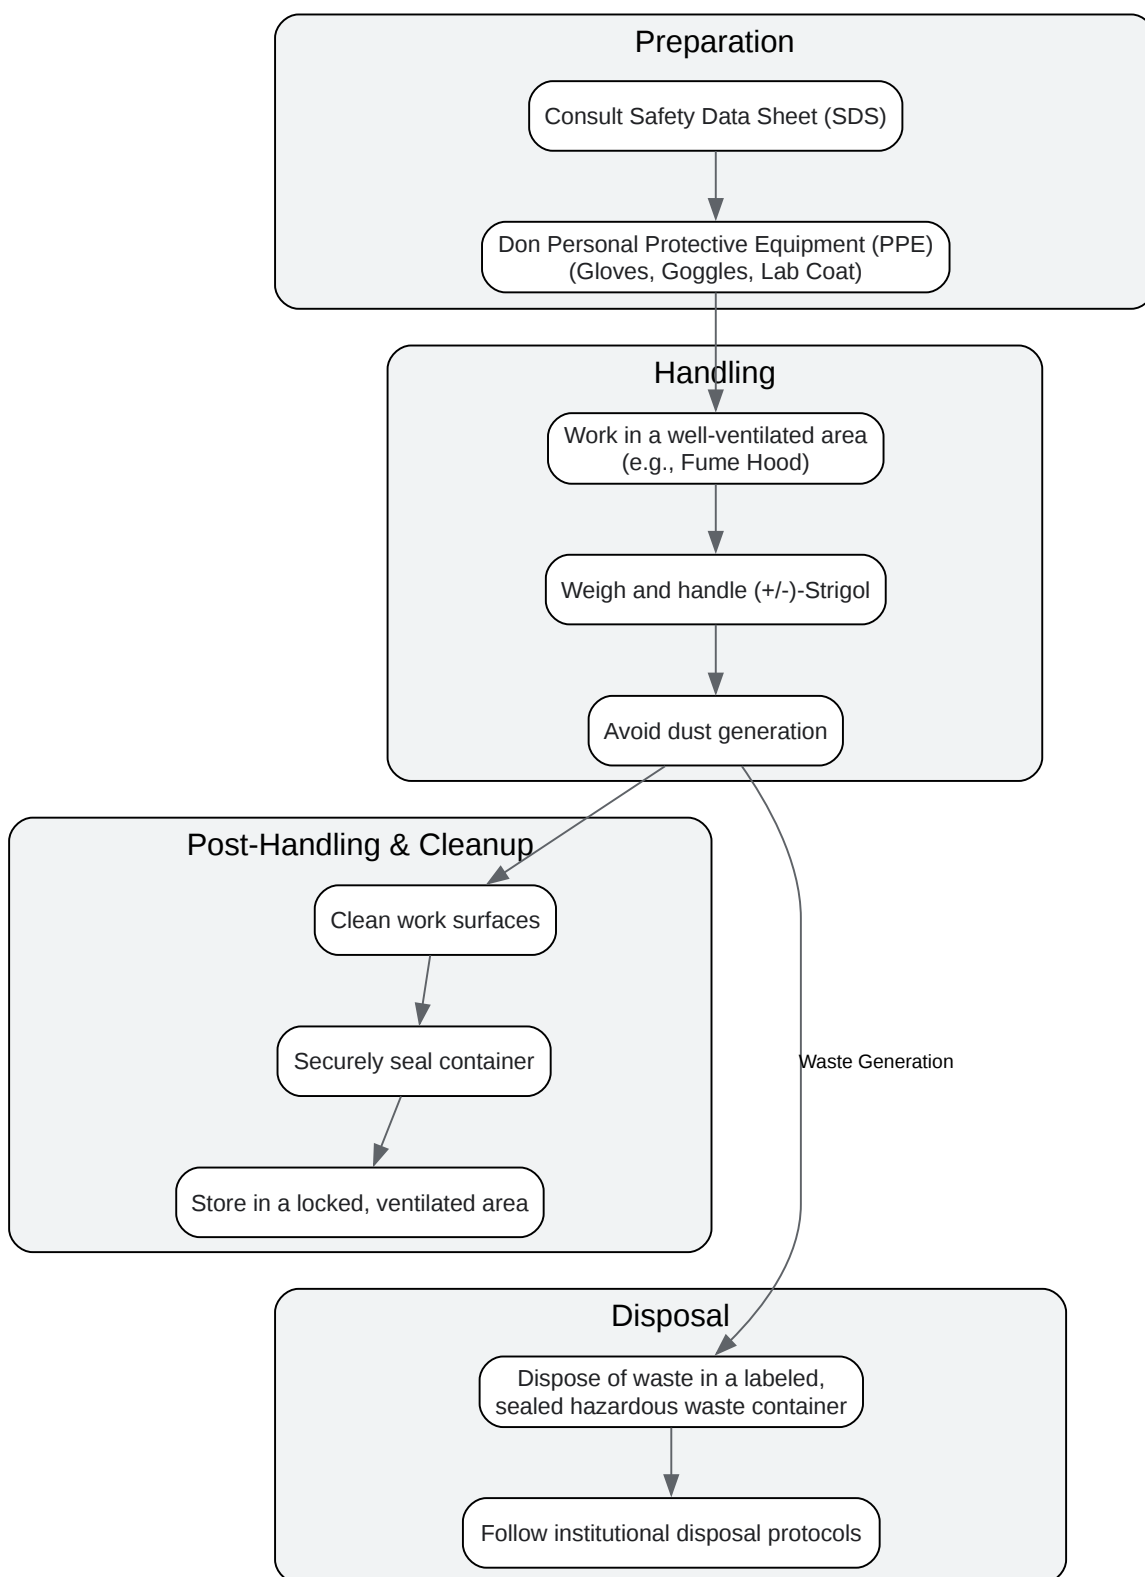 Preparation
Consult Safety Data Sheet (SDS)
Don Personal Protective Equipment (PPE)
(Gloves, Goggles, Lab Coat)
Handling
Work in a well-ventilated area
(e.g., Fume Hood)
Weigh and handle (+/-)-Strigol
Avoid dust generation
Post-Handling & Cleanup
Clean work surfaces
Securely seal container
Waste Generation
Store in a locked, ventilated area
Disposal
Dispose of waste in a labeled,
sealed hazardous waste container
Follow institutional disposal protocols